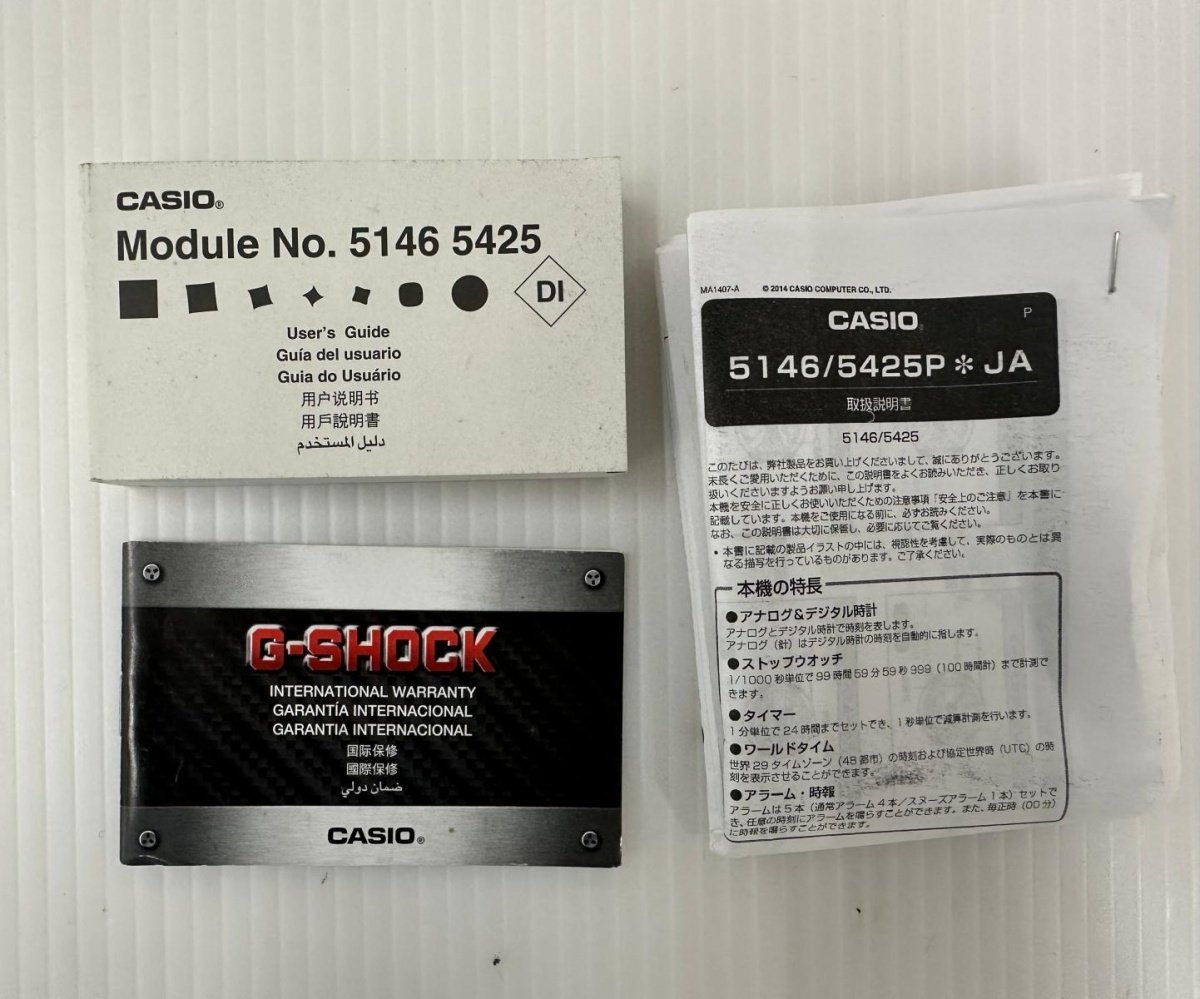 CASIO®
Module No. 5146 5425
DI
User's Guide
Guía del usuario
Guia do Usuário
用户说明书
用戶說明書
دليل المستخدم
G-SHOCK
INTERNATIONAL WARRANTY
GARANTÍA INTERNACIONAL
GARANTIA INTERNACIONAL
国际保修
國際保修
ضمان دولي
CASIO®
MA1407-A © 2014 CASIO COMPUTER CO., LTD.
CASIO
P
5146/5425P＊JA
取扱説明書
5146/5425
このたびは、弊社製品をお買い上げくださいまして、誠にありがとうございます。
末長くご愛用いただくために、この説明書をよくお読みいただき、正しくお取り
扱いくださいますようお願い申し上げます。
本機を安全に正しくお使いいただくための注意事項「安全上のご注意」を本書に
記載しています。本機をご使用になる前に、必ずお読みください。
なお、この説明書は大切に保管し、必要に応じてご覧ください。
• 本書に記載の製品イラストの中には、視認性を考慮して、実際のものとは異
なる描写を行っているものがあります。ご了承ください。
本機の特長
●アナログ&デジタル時計
アナログとデジタル時計で時刻を表します。
アナログ（針）はデジタル時計の時刻を自動的に指します。
●ストップウオッチ
1/1000 秒単位で 99 時間 59 分 59 秒 999（100 時間計）まで計測で
きます。
●タイマー
1 分単位で 24 時間までセットでき、1 秒単位で減算計測を行います。
●ワールドタイム
世界 29 タイムゾーン（48 都市）の時刻および協定世界時（UTC）の時
刻を表示させることができます。
●アラーム・時報
アラームは 5 本（通常アラーム 4 本／スヌーズアラーム 1 本）セットで
き、任意の時刻にアラームを鳴らすことができます。また、毎正時（00 分）
に時報を鳴らすことができます。